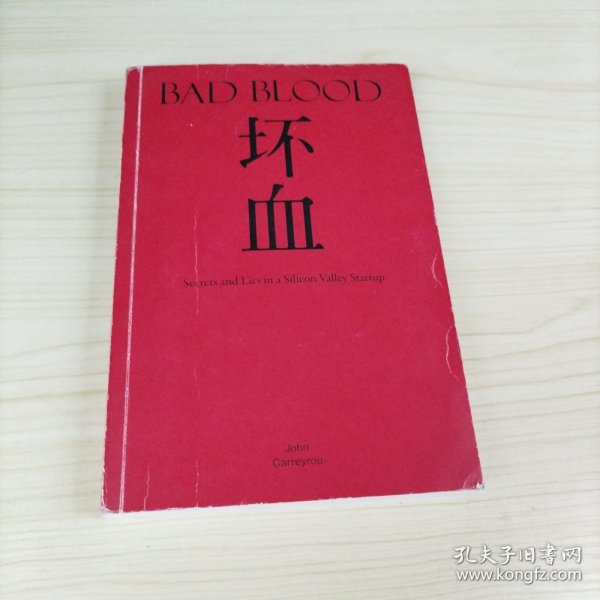 BAD BLOOD
坏
血
Secrets and Lies in a Silicon Valley Startup
John
Carreyrou
孔夫子旧书网
www.kongfz.com